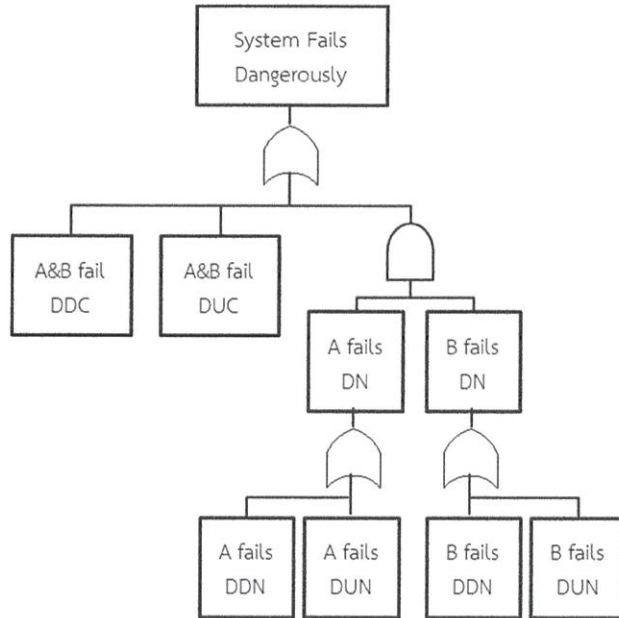 System Fails
Dangerously
A&B fail
DDC
A&B fail
DUC
A fails
DN
B fails
DN
A fails
DDN
A fails
DUN
B fails
DDN
B fails
DUN